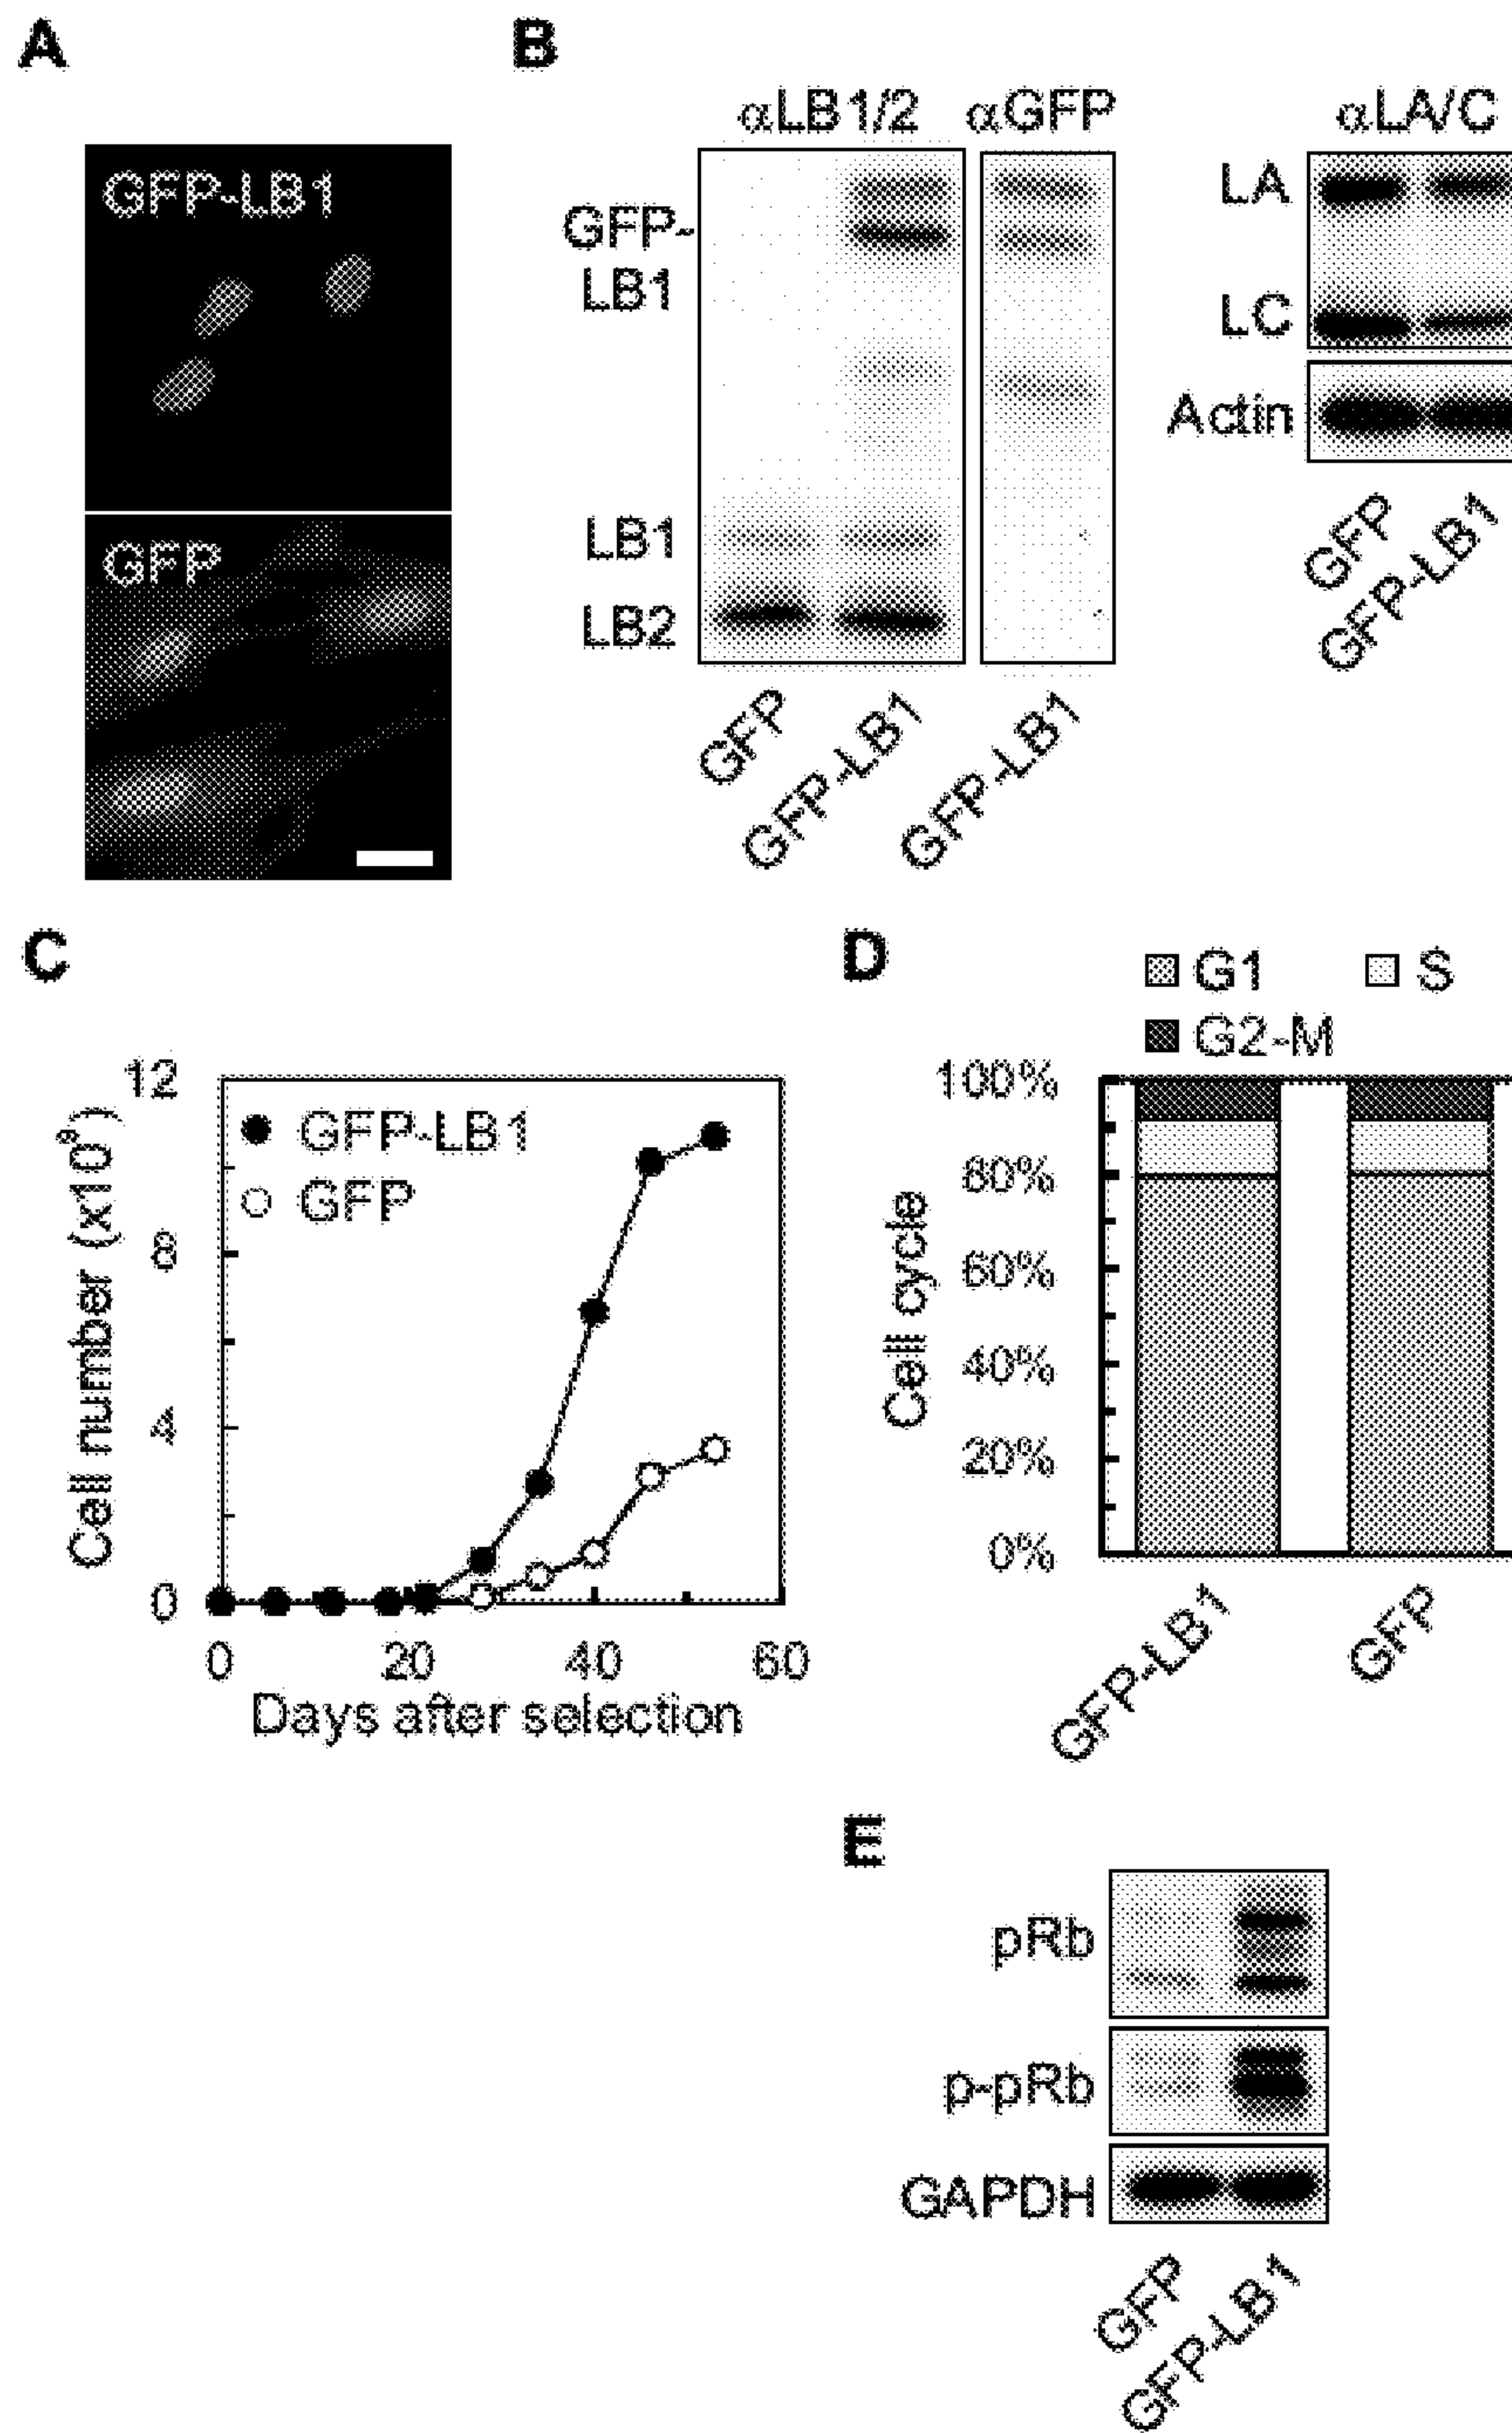 A
GFP-LB1
GFP
B
αLB1/2 αGFP
GFP-
LB1
LB1
LB2
GFP
GFP-LB1
GFP-LB1
αLA/C
LA
LC
Actin
GFP
GFP-LB1
C
Cell number (x10⁹)
12
8
4
0
GFP-LB1
GFP
0 20 40 60
Days after selection
D
G1 S
G2-M
Cell cycle
100%
80%
60%
40%
20%
0%
GFP-LB1
GFP
E
pRb
p-pRb
GAPDH
GFP
GFP-LB1